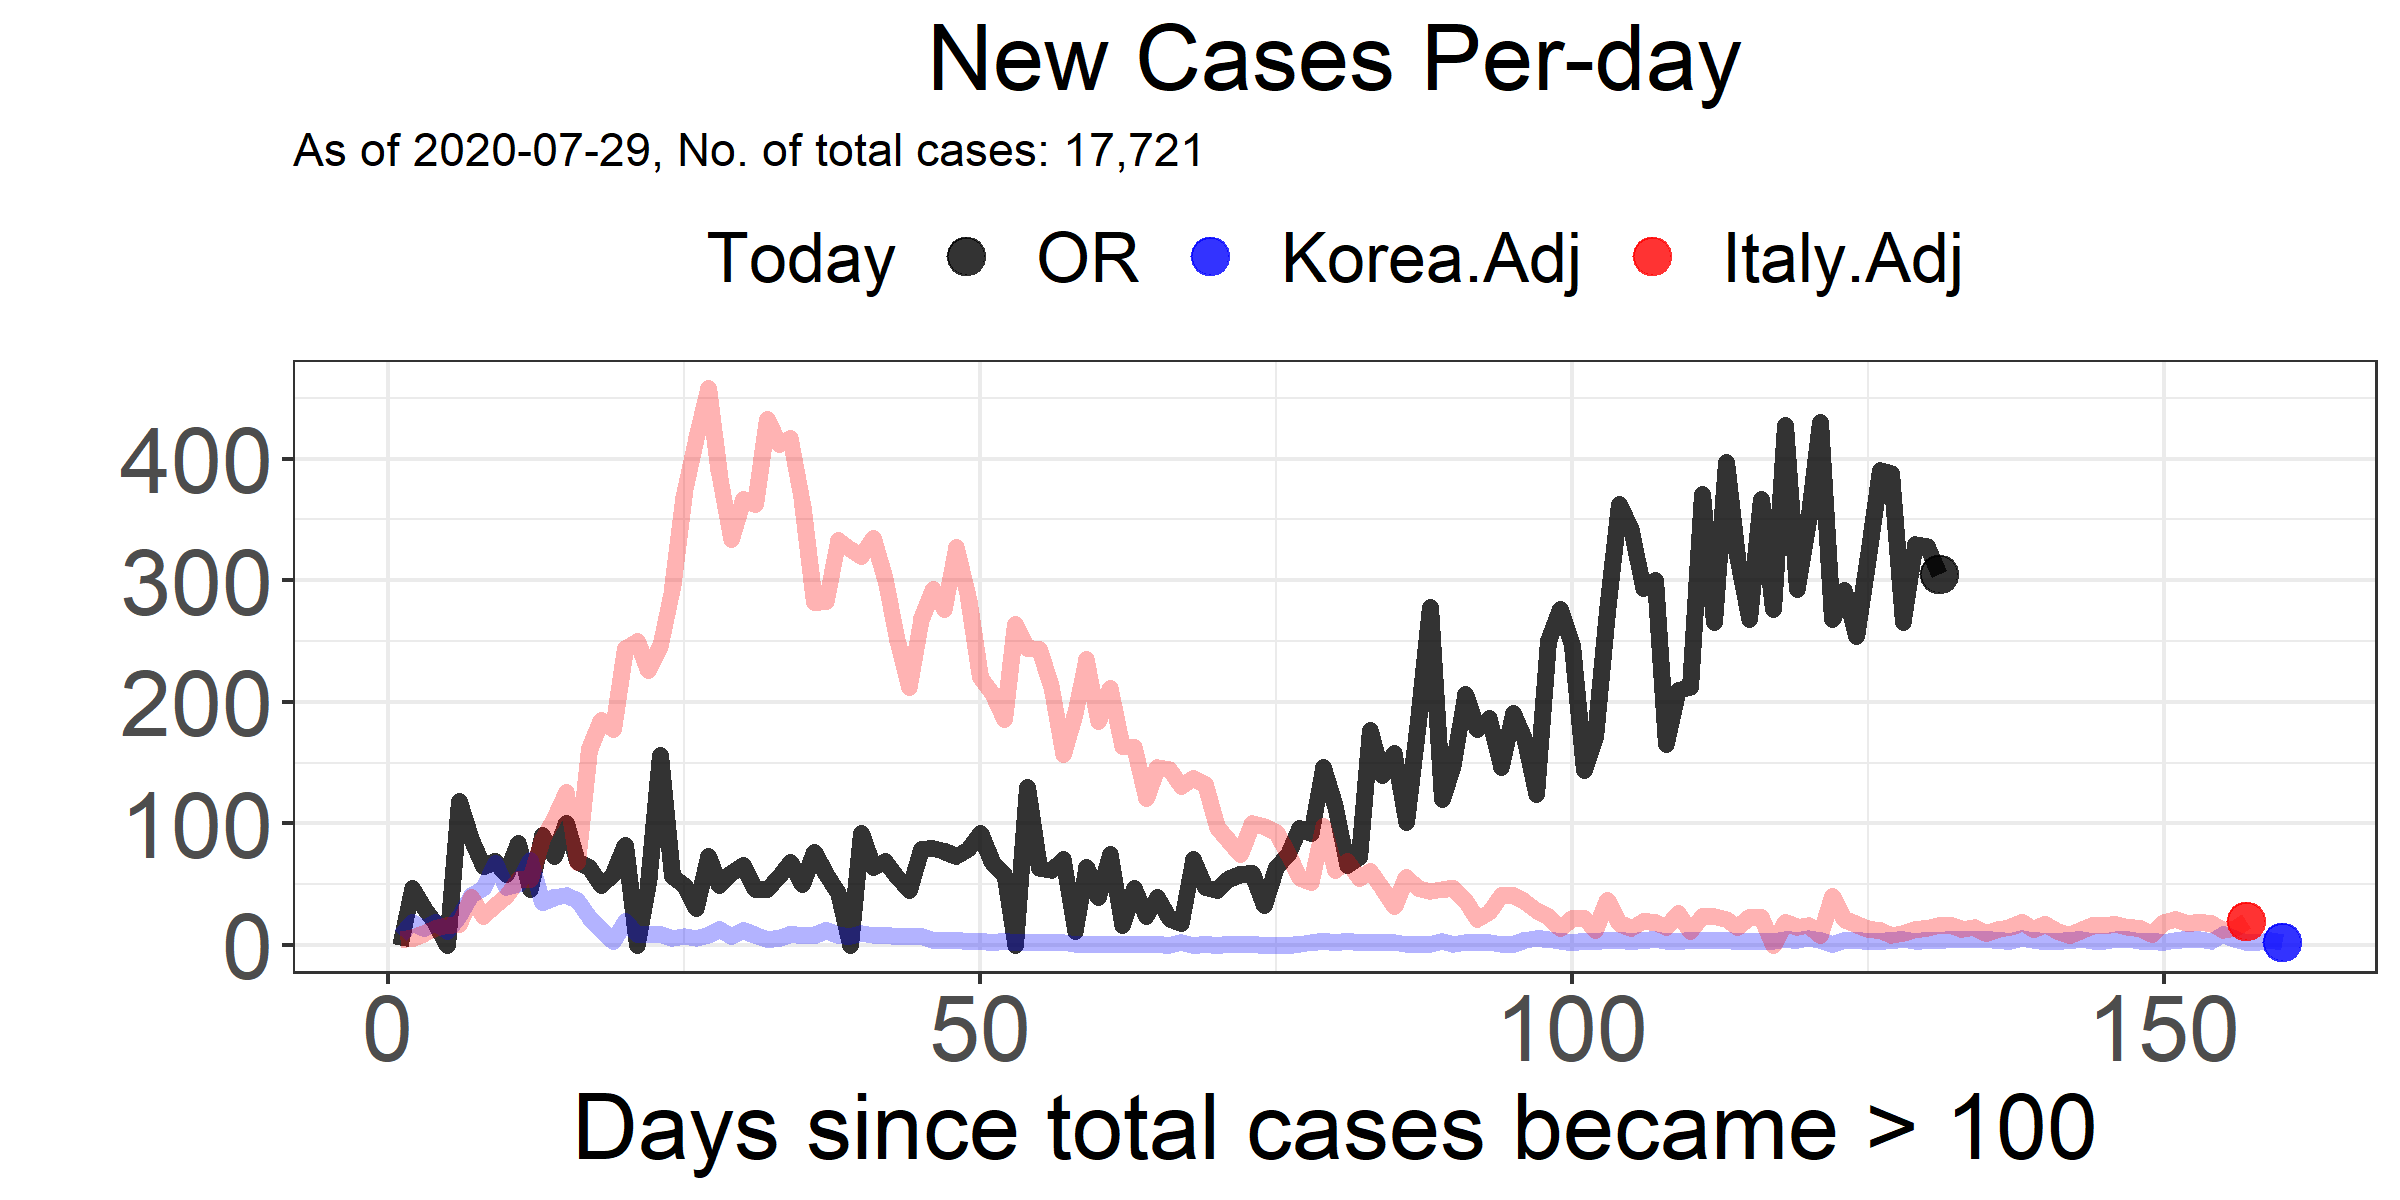 New Cases Per-day
As of 2020-07-29, No. of total cases: 17,721
Today OR Korea.Adj Italy.Adj
400
300
200
100
0
0 50 100 150
Days since total cases became > 100